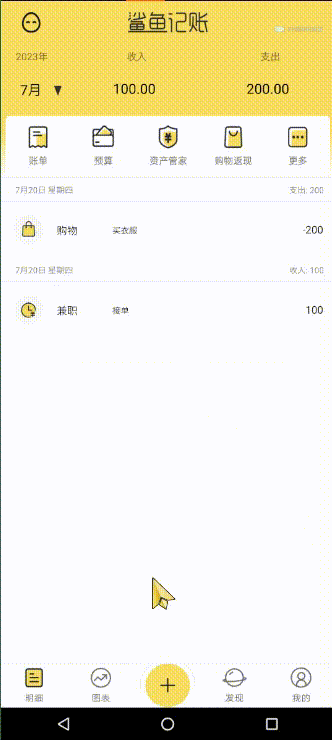 鲨鱼记账
2023年 收入 支出
7月 ▼ 100.00 200.00
账单 预算 资产管家 购物返现 更多
7月20日 星期四 支出: 200
购物 买衣服 -200
7月20日 星期四 收入: 100
兼职 接单 100
明细 图表 + 发现 我的